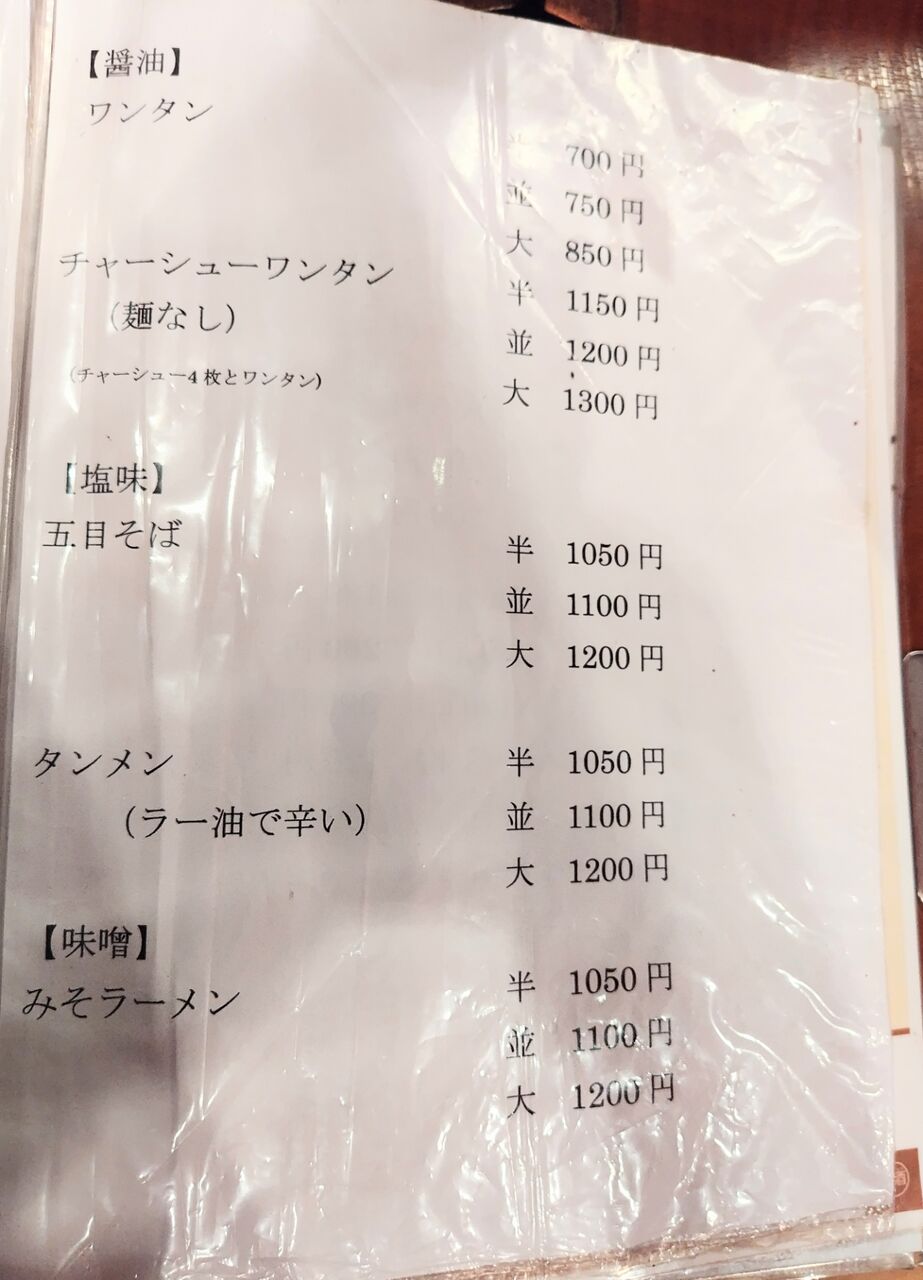 【醤油】
ワンタン
半 700円
並 750円
大 850円
チャーシューワンタン
(麺なし)
(チャーシュー4枚とワンタン)
半 1150円
並 1200円
大 1300円
【塩味】
五目そば
半 1050円
並 1100円
大 1200円
タンメン
(ラー油で辛い)
半 1050円
並 1100円
大 1200円
【味噌】
みそラーメン
半 1050円
並 1100円
大 1200円